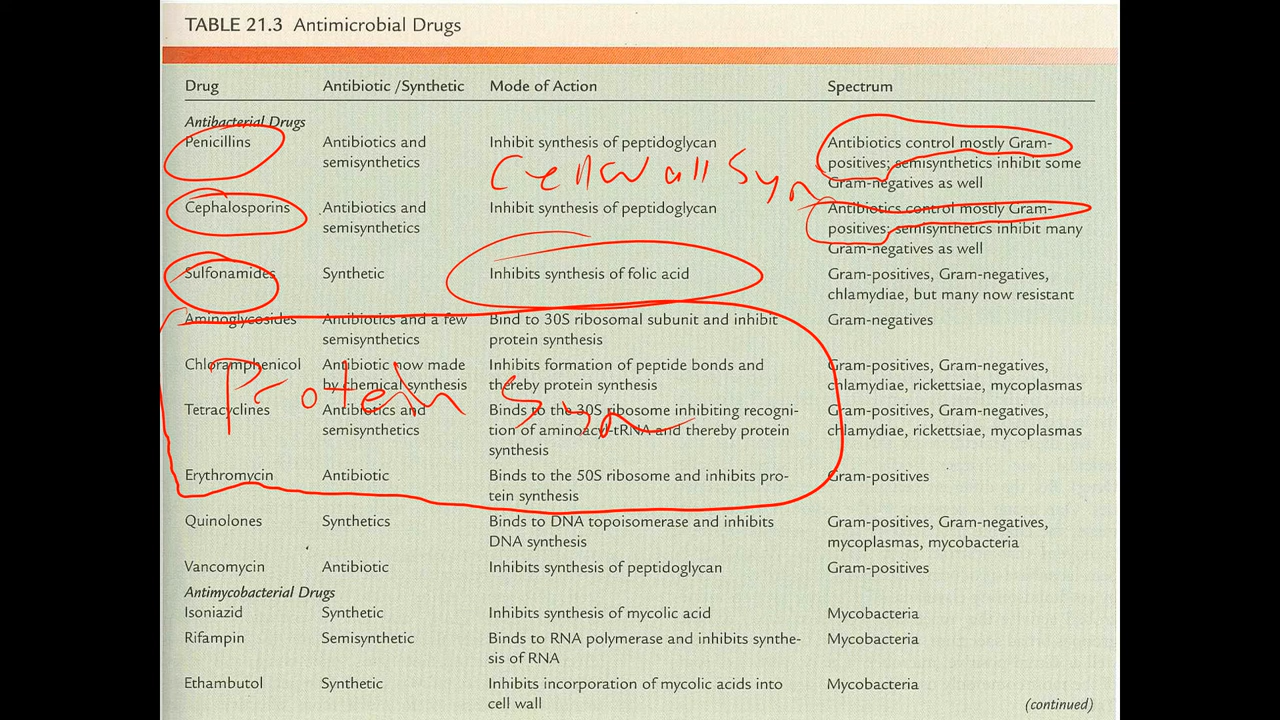 TABLE 21.3 Antimicrobial Drugs
Drug Antibiotic /Synthetic Mode of Action Spectrum
Antibacterial Drugs
Penicillins Antibiotics and Inhibit synthesis of peptidoglycan Antibiotics control mostly Gram-
semisynthetics positives; semisynthetics inhibit some
Gram-negatives as well
Cell wall Syn
Cephalosporins Antibiotics and Inhibit synthesis of peptidoglycan Antibiotics control mostly Gram-
semisynthetics positives; semisynthetics inhibit many
Gram-negatives as well
Sulfonamides Synthetic Inhibits synthesis of folic acid Gram-positives, Gram-negatives,
chlamydiae, but many now resistant
Aminoglycosides Antibiotics and a few Bind to 30S ribosomal subunit and inhibit Gram-negatives
semisynthetics protein synthesis
Chloramphenicol Antibiotic now made Inhibits formation of peptide bonds and Gram-positives, Gram-negatives,
by chemical synthesis thereby protein synthesis chlamydiae, rickettsiae, mycoplasmas
Protein Syn
Tetracyclines Antibiotics and Binds to the 30S ribosome inhibiting recogni- Gram-positives, Gram-negatives,
semisynthetics tion of aminoacyl-tRNA and thereby protein chlamydiae, rickettsiae, mycoplasmas
synthesis
Erythromycin Antibiotic Binds to the 50S ribosome and inhibits pro- Gram-positives
tein synthesis
Quinolones Synthetics Binds to DNA topoisomerase and inhibits Gram-positives, Gram-negatives,
DNA synthesis mycoplasmas, mycobacteria
Vancomycin Antibiotic Inhibits synthesis of peptidoglycan Gram-positives
Antimycobacterial Drugs
Isoniazid Synthetic Inhibits synthesis of mycolic acid Mycobacteria
Rifampin Semisynthetic Binds to RNA polymerase and inhibits synthe- Mycobacteria
sis of RNA
Ethambutol Synthetic Inhibits incorporation of mycolic acids into Mycobacteria
cell wall (continued)